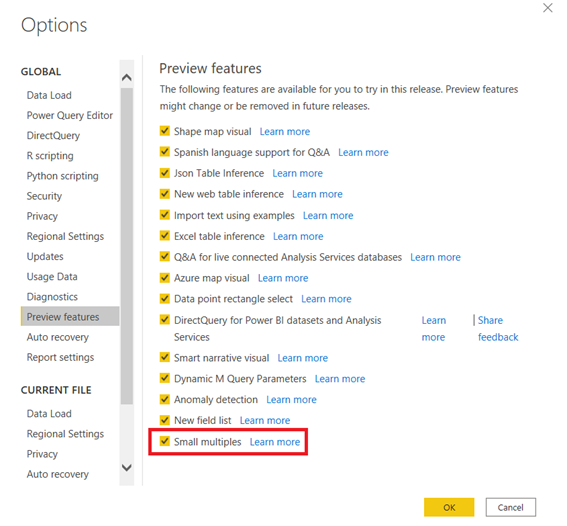 Options
GLOBAL
Data Load
Power Query Editor
DirectQuery
R scripting
Python scripting
Security
Privacy
Regional Settings
Updates
Usage Data
Diagnostics
Preview features
Auto recovery
Report settings
CURRENT FILE
Data Load
Regional Settings
Privacy
Auto recovery
Preview features
The following features are available for you to try in this release. Preview features
might change or be removed in future releases.
Shape map visual Learn more
Spanish language support for Q&A Learn more
Json Table Inference Learn more
New web table inference Learn more
Import text using examples Learn more
Excel table inference Learn more
Q&A for live connected Analysis Services databases Learn more
Azure map visual Learn more
Data point rectangle select Learn more
DirectQuery for Power BI datasets and Analysis Learn | Share
Services more feedback
Smart narrative visual Learn more
Dynamic M Query Parameters Learn more
Anomaly detection Learn more
New field list Learn more
Small multiples Learn more
OK Cancel